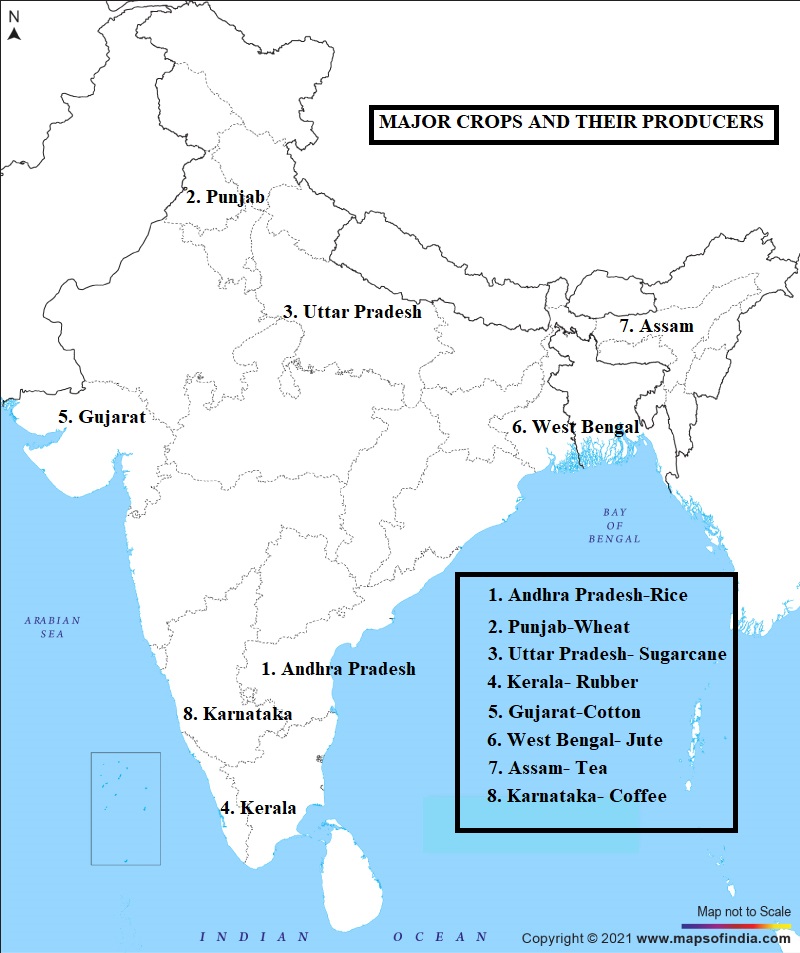 N
MAJOR CROPS AND THEIR PRODUCERS
2. Punjab
3. Uttar Pradesh
7. Assam
5. Gujarat
6. West Bengal
BAY
OF
BENGAL
ARABIAN
SEA
1. Andhra Pradesh
8. Karnataka
4. Kerala
1. Andhra Pradesh-Rice
2. Punjab-Wheat
3. Uttar Pradesh- Sugarcane
4. Kerala- Rubber
5. Gujarat-Cotton
6. West Bengal- Jute
7. Assam- Tea
8. Karnataka- Coffee
INDIAN OCEAN
Map not to Scale
Copyright © 2021 www.mapsofindia.com